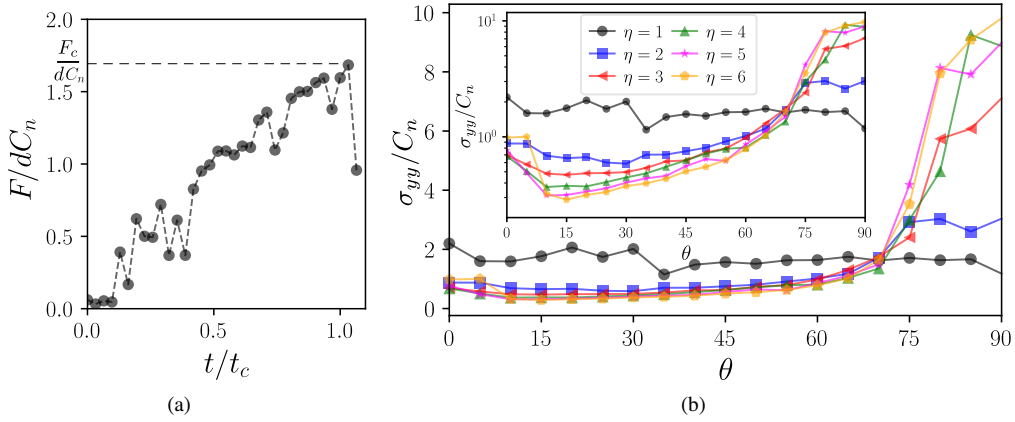 2.0
F_c
dC_n
1.5
1.0
0.5
0.0
F/dC_n
0.0 0.5 1.0
t/t_c
(a)
10
8
6
4
2
0
σ_yy/C_n
0 15 30 45 60 75 90
θ
10^1
10^0
σ_yy/C_n
0 15 30 45 60 75 90
θ
η = 1 η = 4
η = 2 η = 5
η = 3 η = 6
(b)